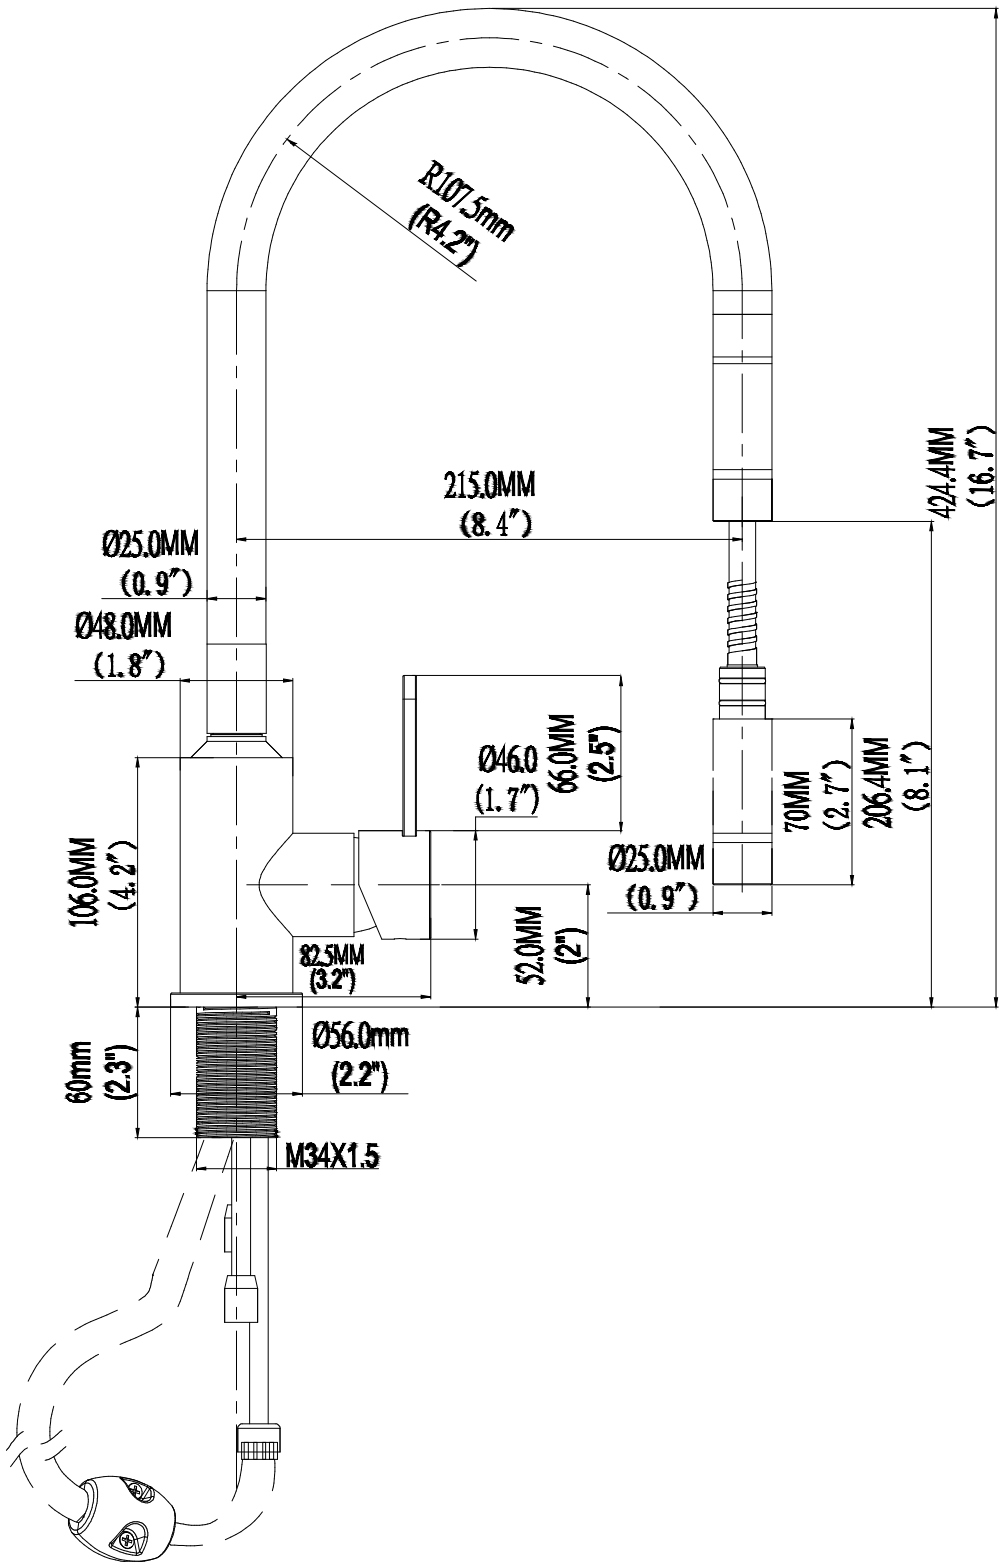 R107.5mm
(R4.2")
424.4MM
(16.7")
215.0MM
(8.4")
Ø25.0MM
(0.9")
Ø48.0MM
(1.8")
66.0MM
(2.5")
Ø46.0
(1.7")
70MM
(2.7")
206.4MM
(8.1")
106.0MM
(4.2")
Ø25.0MM
(0.9")
82.5MM
(3.2")
52.0MM
(2")
Ø56.0mm
(2.2")
60mm
(2.3")
M34X1.5